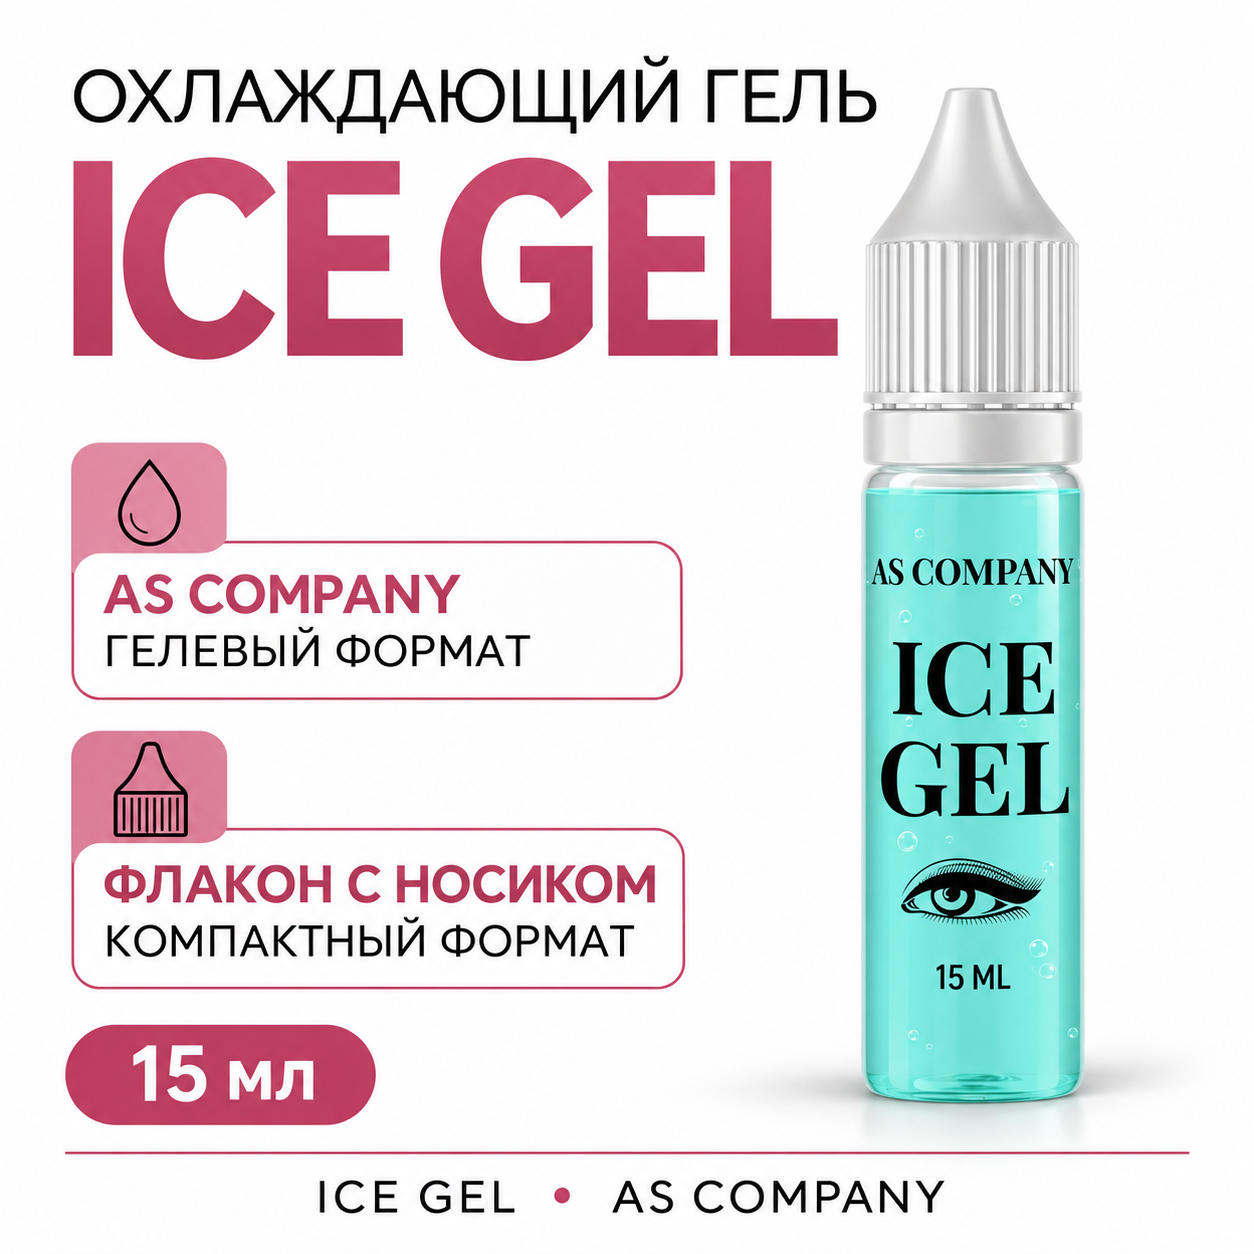 ОХЛАЖДАЮЩИЙ ГЕЛЬ
ICE GEL
AS COMPANY
ГЕЛЕВЫЙ ФОРМАТ
ФЛАКОН С НОСИКОМ
КОМПАКТНЫЙ ФОРМАТ
15 мл
AS COMPANY
ICE
GEL
15 ML
ICE GEL • AS COMPANY